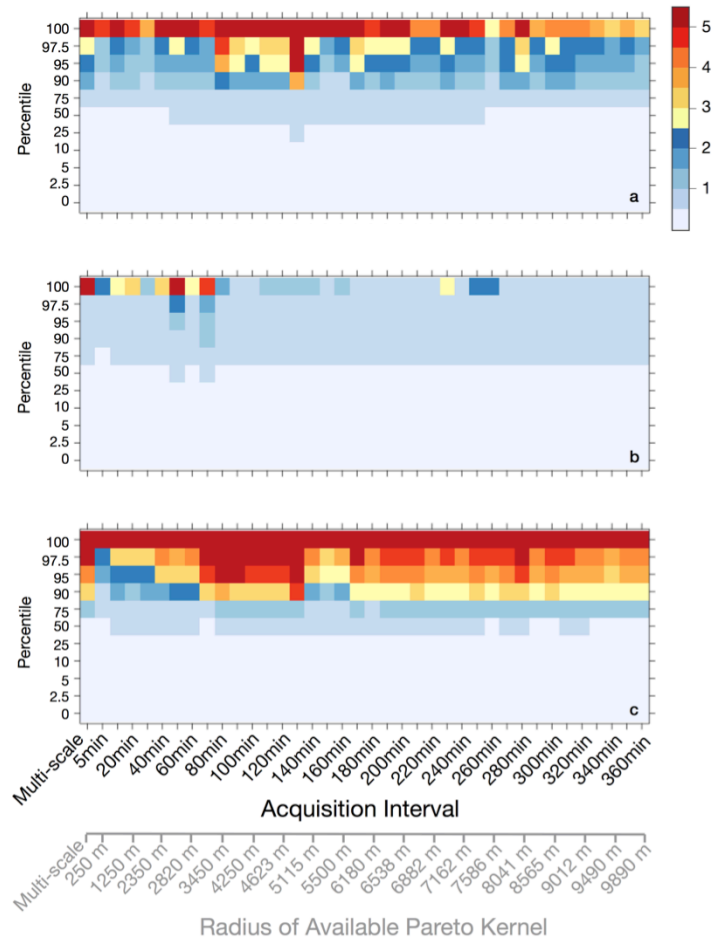 100
97.5
95
90
75
50
25
10
5
2.5
0
Percentile
a
5
4
3
2
1
100
97.5
95
90
75
50
25
10
5
2.5
0
Percentile
b
100
97.5
95
90
75
50
25
10
5
2.5
0
Percentile
c
Multi-scale
5min
20min
40min
60min
80min
100min
120min
140min
160min
180min
200min
220min
240min
260min
280min
300min
320min
340min
360min
Acquisition Interval
Multi-scale
250 m
1250 m
2350 m
2820 m
3450 m
4250 m
4623 m
5115 m
5500 m
6180 m
6538 m
6882 m
7162 m
7586 m
8041 m
8565 m
9012 m
9490 m
9890 m
Radius of Available Pareto Kernel